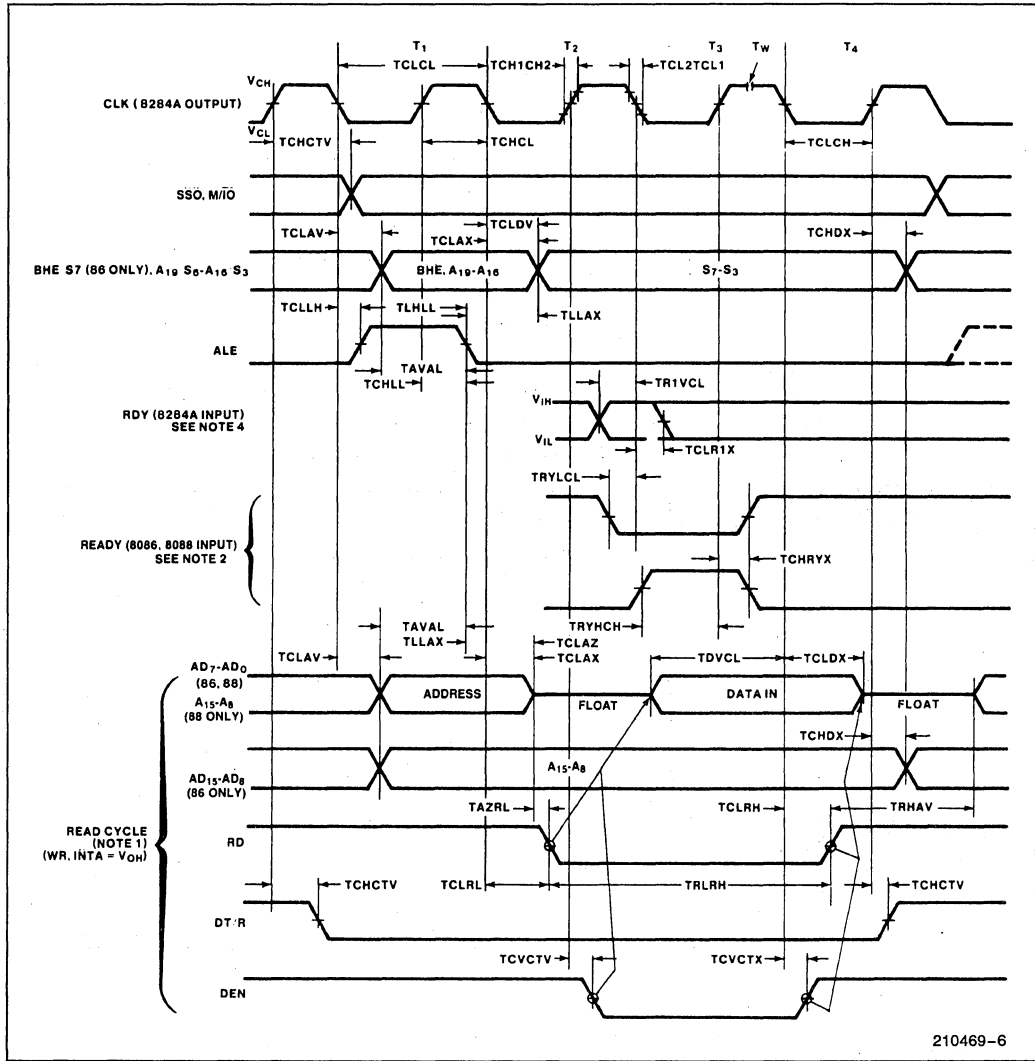 T1 T2 T3 TW T4
TCLCL TCH1CH2 TCL2TCL1
VCH
CLK (8284A OUTPUT)
VCL
TCHCTV TCHCL TCLCH
SSO, M/IO
TCLDV
TCLAV TCLAX TCHDX
BHE S7 (86 ONLY), A19 S6-A16 S3 BHE, A19-A16 S7-S3
TCLLH TLHLL TLLAX
ALE
TAVAL
TCHLL TR1VCL
RDY (8284A INPUT)
SEE NOTE 4
VIH
VIL
TCLR1X
TRYLCL
READY (8086, 8088 INPUT)
SEE NOTE 2
TCHRYX
TRYHCH
TAVAL
TLLAX TCLAZ
TCLAV TCLAX TDVCL TCLDX
AD7-AD0
(86, 88)
A15-A8
(88 ONLY)
ADDRESS FLOAT DATA IN FLOAT
TCHDX
AD15-AD8
(86 ONLY)
A15-A8
TAZRL TCLRH TRHAV
READ CYCLE
(NOTE 1)
(WR, INTA = VOH)
RD
TCHCTV TCLRL TRLRH TCHCTV
DT/R
TCVCTV TCVCTX
DEN
210469–6